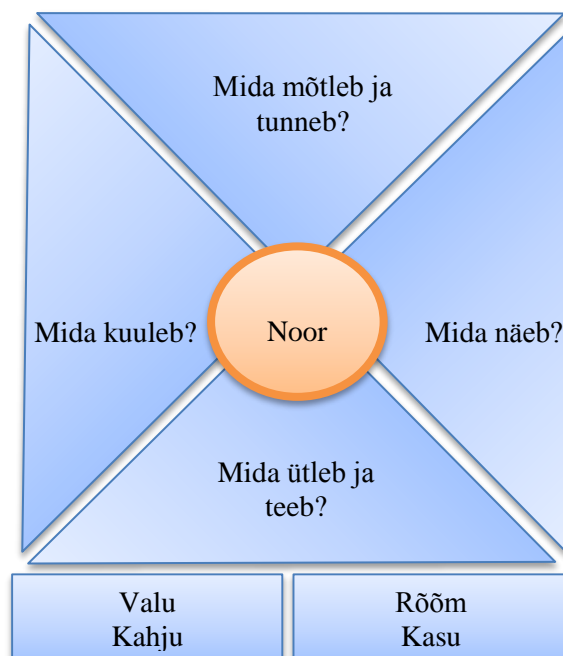 Mida mõtleb ja
tunneb?
Mida kuuleb?
Noor
Mida näeb?
Mida ütleb ja
teeb?
Valu
Kahju
Rõõm
Kasu